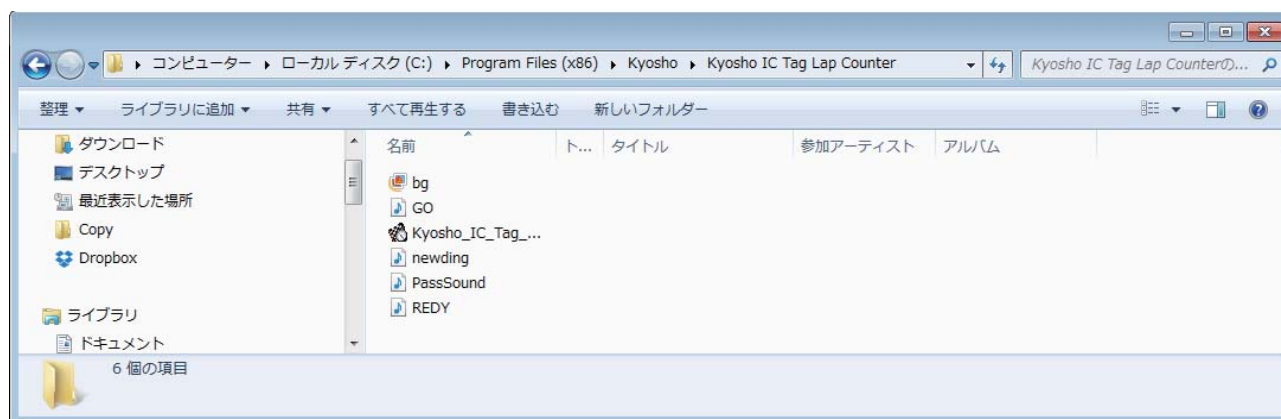 コンピューター ▸ ローカル ディスク (C:) ▸ Program Files (x86) ▸ Kyosho ▸ Kyosho IC Tag Lap Counter
Kyosho IC Tag Lap Counterの...
整理 ライブラリに追加 共有 すべて再生する 書き込む 新しいフォルダー
ダウンロード
デスクトップ
最近表示した場所
Copy
Dropbox
ライブラリ
ドキュメント
名前 ト... タイトル 参加アーティスト アルバム
bg
GO
Kyosho_IC_Tag_...
newding
PassSound
REDY
6 個の項目